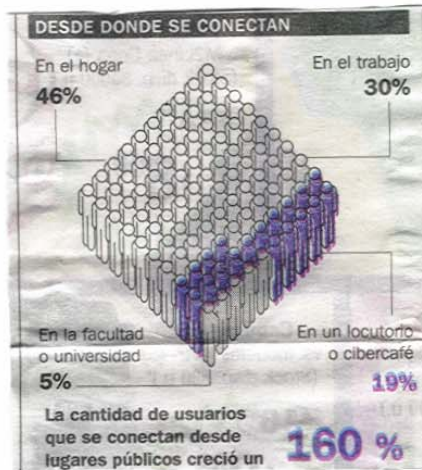 DESDE DONDE SE CONECTAN
En el hogar
46%
En el trabajo
30%
En la facultad
o universidad
5%
En un locutorio
o cibercafé
19%
La cantidad de usuarios
que se conectan desde
lugares públicos creció un
160 %